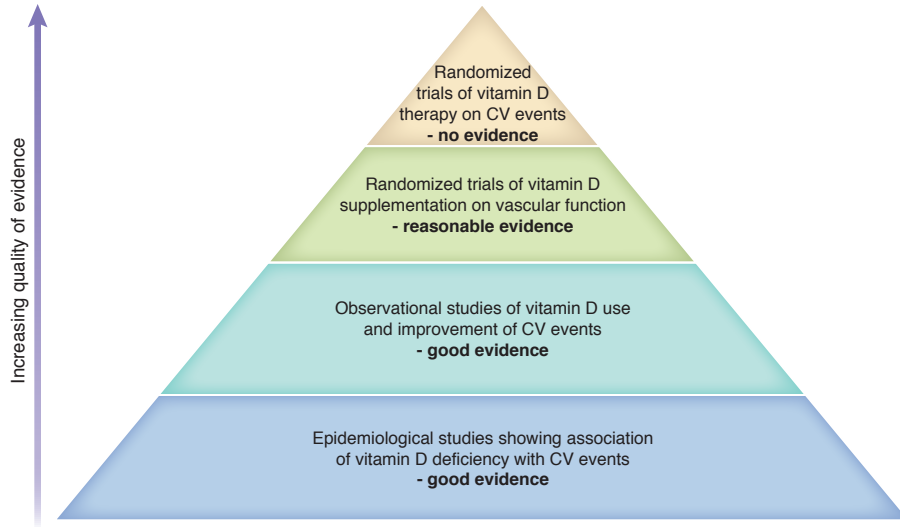 Randomized
trials of vitamin D
therapy on CV events
- no evidence
Randomized trials of vitamin D
supplementation on vascular function
- reasonable evidence
Observational studies of vitamin D use
and improvement of CV events
- good evidence
Epidemiological studies showing association
of vitamin D deficiency with CV events
- good evidence
Increasing quality of evidence